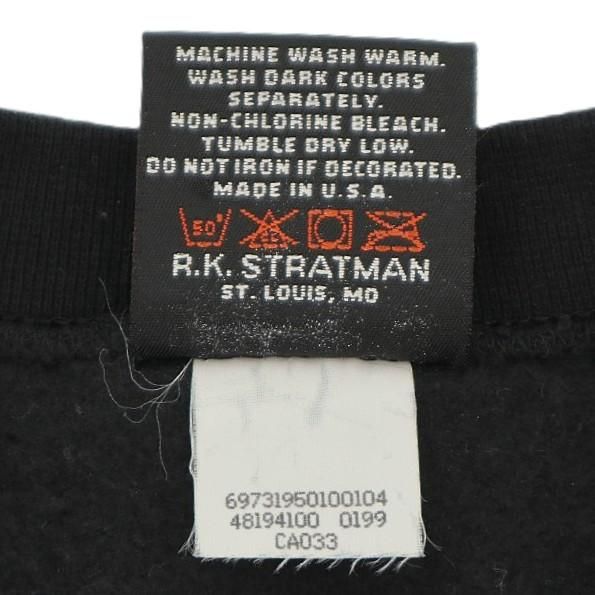 MACHINE WASH WARM.
WASH DARK COLORS
SEPARATELY.
NON-CHLORINE BLEACH.
TUMBLE DRY LOW.
DO NOT IRON IF DECORATED.
MADE IN U.S.A.
50°
R.K. STRATMAN
ST. LOUIS, MO
69731950100104
48194100 0199
CA033